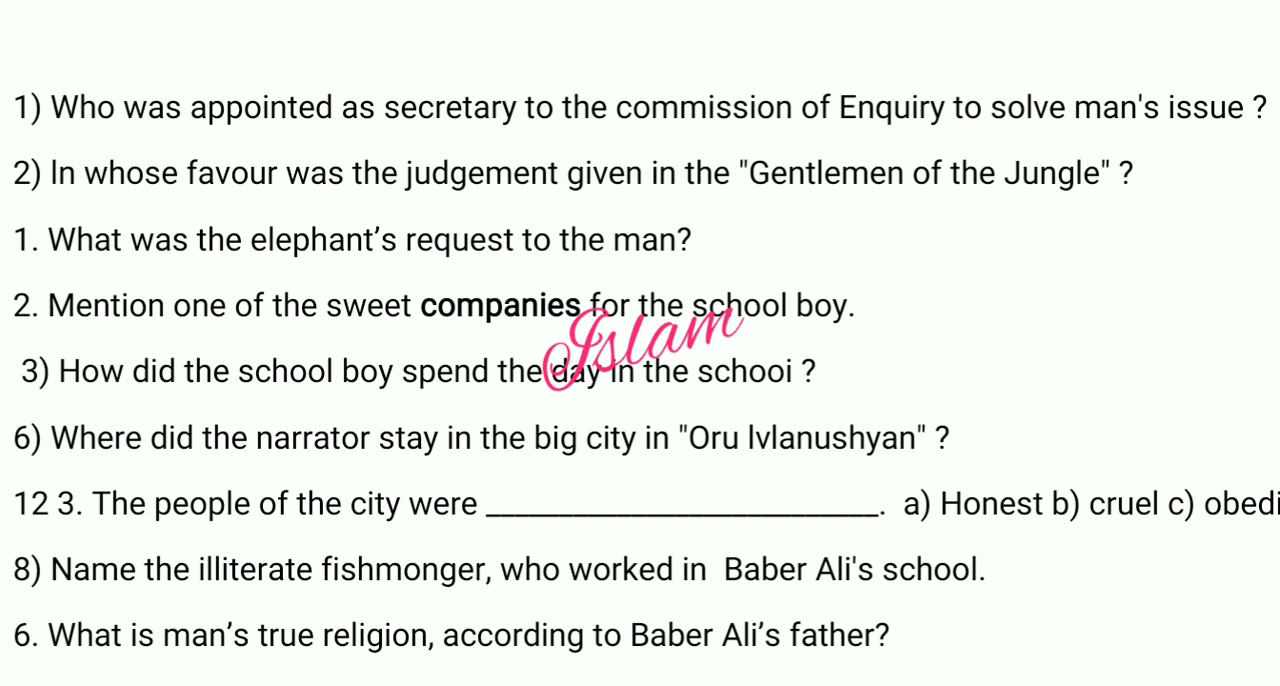 1) Who was appointed as secretary to the commission of Enquiry to solve man's issue ?
2) In whose favour was the judgement given in the "Gentlemen of the Jungle" ?
1. What was the elephant’s request to the man?
2. Mention one of the sweet companies for the school boy.
Islam
3) How did the school boy spend the day in the schooi ?
6) Where did the narrator stay in the big city in "Oru lvlanushyan" ?
12 3. The people of the city were ________________________. a) Honest b) cruel c) obedi
8) Name the illiterate fishmonger, who worked in Baber Ali's school.
6. What is man’s true religion, according to Baber Ali’s father?